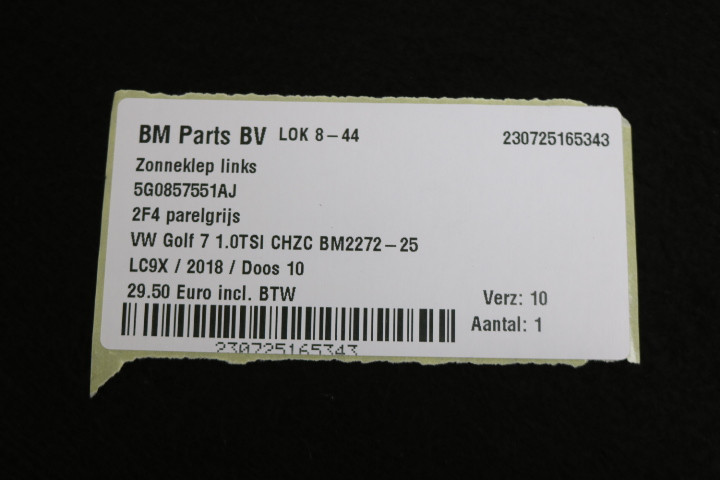 BM Parts BV LOK 8-44 230725165343
Zonneklep links
5G0857551AJ
2F4 parelgrijs
VW Golf 7 1.0TSI CHZC BM2272-25
LC9X / 2018 / Doos 10
29.50 Euro incl. BTW
Verz: 10
Aantal: 1
230725165343